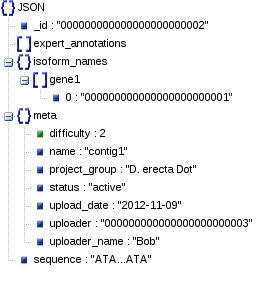 JSON
_id : "000000000000000000000002"
expert_annotations
isoform_names
gene1
0 : "000000000000000000000001"
meta
difficulty : 2
name : "contig1"
project_group : "D. erecta Dot"
status : "active"
upload_date : "2012-11-09"
uploader : "000000000000000000000003"
uploader_name : "Bob"
sequence : "ATA...ATA"